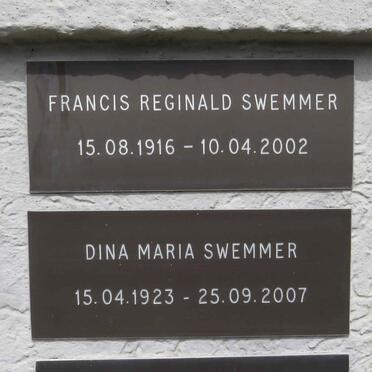 FRANCIS REGINALD SWEMMER
15.08.1916 – 10.04.2002
DINA MARIA SWEMMER
15.04.1923 - 25.09.2007